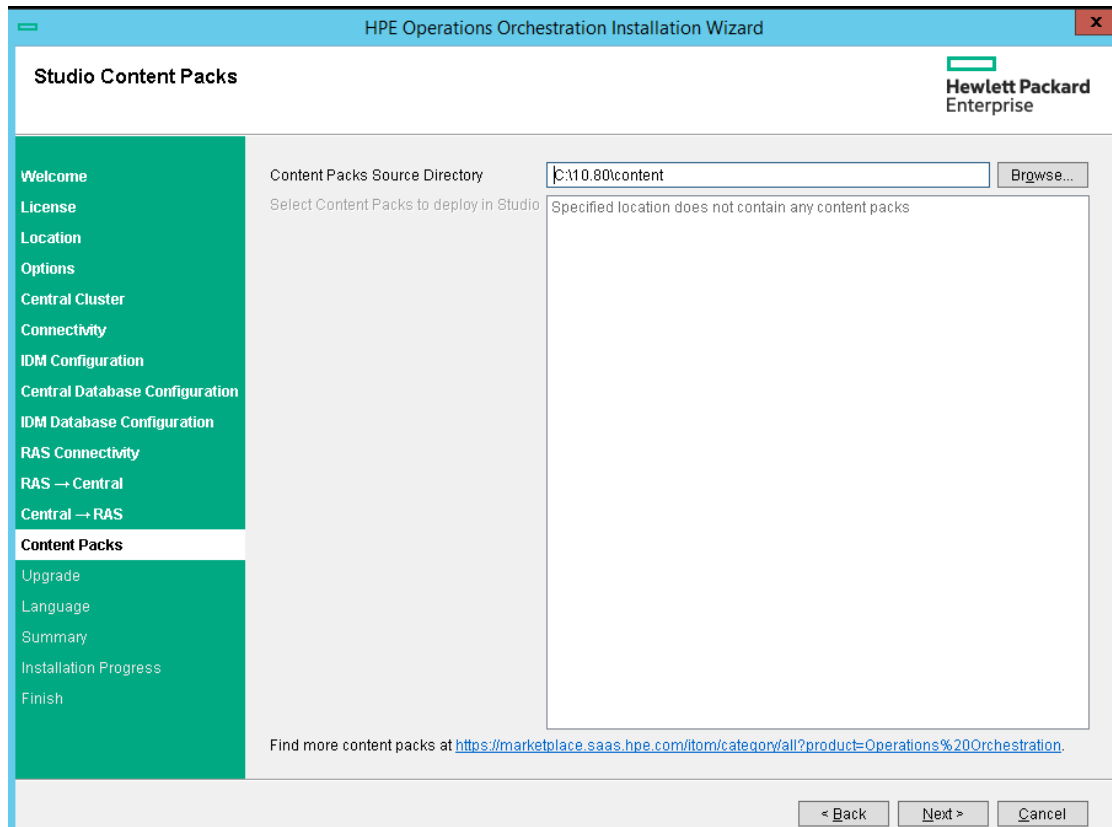 HPE Operations Orchestration Installation Wizard
x
Studio Content Packs
Hewlett Packard
Enterprise
Welcome
License
Location
Options
Central Cluster
Connectivity
IDM Configuration
Central Database Configuration
IDM Database Configuration
RAS Connectivity
RAS → Central
Central → RAS
Content Packs
Upgrade
Language
Summary
Installation Progress
Finish
Content Packs Source Directory C:\10.80\content Browse...
Select Content Packs to deploy in Studio Specified location does not contain any content packs
Find more content packs at https://marketplace.saas.hpe.com/itom/category/all?product=Operations%20Orchestration.
< Back Next > Cancel